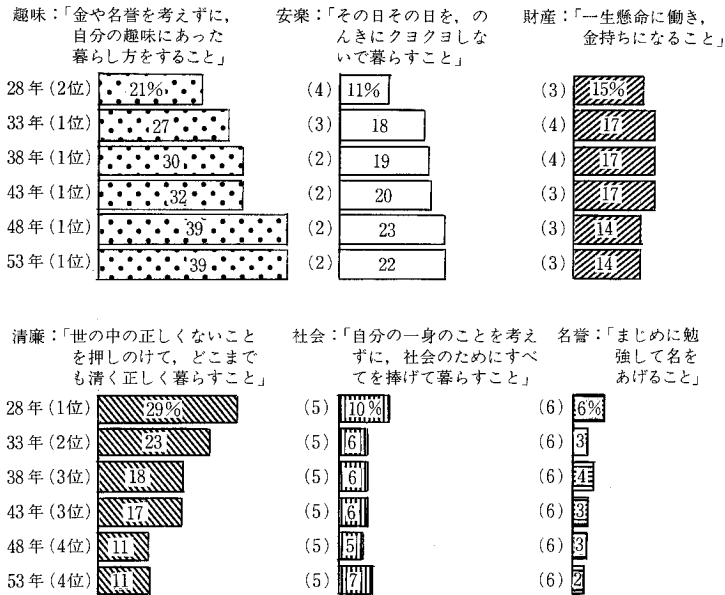 趣味：「金や名誉を考えずに，
自分の趣味にあった
暮らし方をすること」
28年(2位) 21%
33年(1位) 27
38年(1位) 30
43年(1位) 32
48年(1位) 39
53年(1位) 39
安楽：「その日その日を，の
んきにクヨクヨしな
いで暮らすこと」
(4) 11%
(3) 18
(2) 19
(2) 20
(2) 23
(2) 22
財産：「一生懸命に働き，
金持ちになること」
(3) 15%
(4) 17
(4) 17
(3) 17
(3) 14
(3) 14
清廉：「世の中の正しくないこと
を押しのけて，どこまで
も清く正しく暮らすこと」
28年(1位) 29%
33年(2位) 23
38年(3位) 18
43年(3位) 17
48年(4位) 11
53年(4位) 11
社会：「自分の一身のことを考え
ずに，社会のためにすべ
てを捧げて暮らすこと」
(5) 10%
(5) 6
(5) 6
(5) 6
(5) 5
(5) 7
名誉：「まじめに勉
強して名を
あげること」
(6) 6%
(6) 3
(6) 4
(6) 3
(6) 3
(6) 2